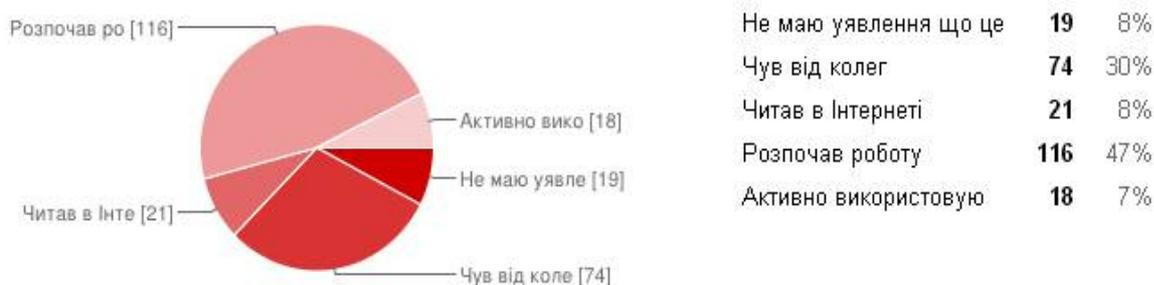 Розпочав ро [116]
Активно вико [18]
Не маю уявле [19]
Читав в Інте [21]
Чув від коле [74]
Не маю уявлення що це 19 8%
Чув від колег 74 30%
Читав в Інтернеті 21 8%
Розпочав роботу 116 47%
Активно використовую 18 7%